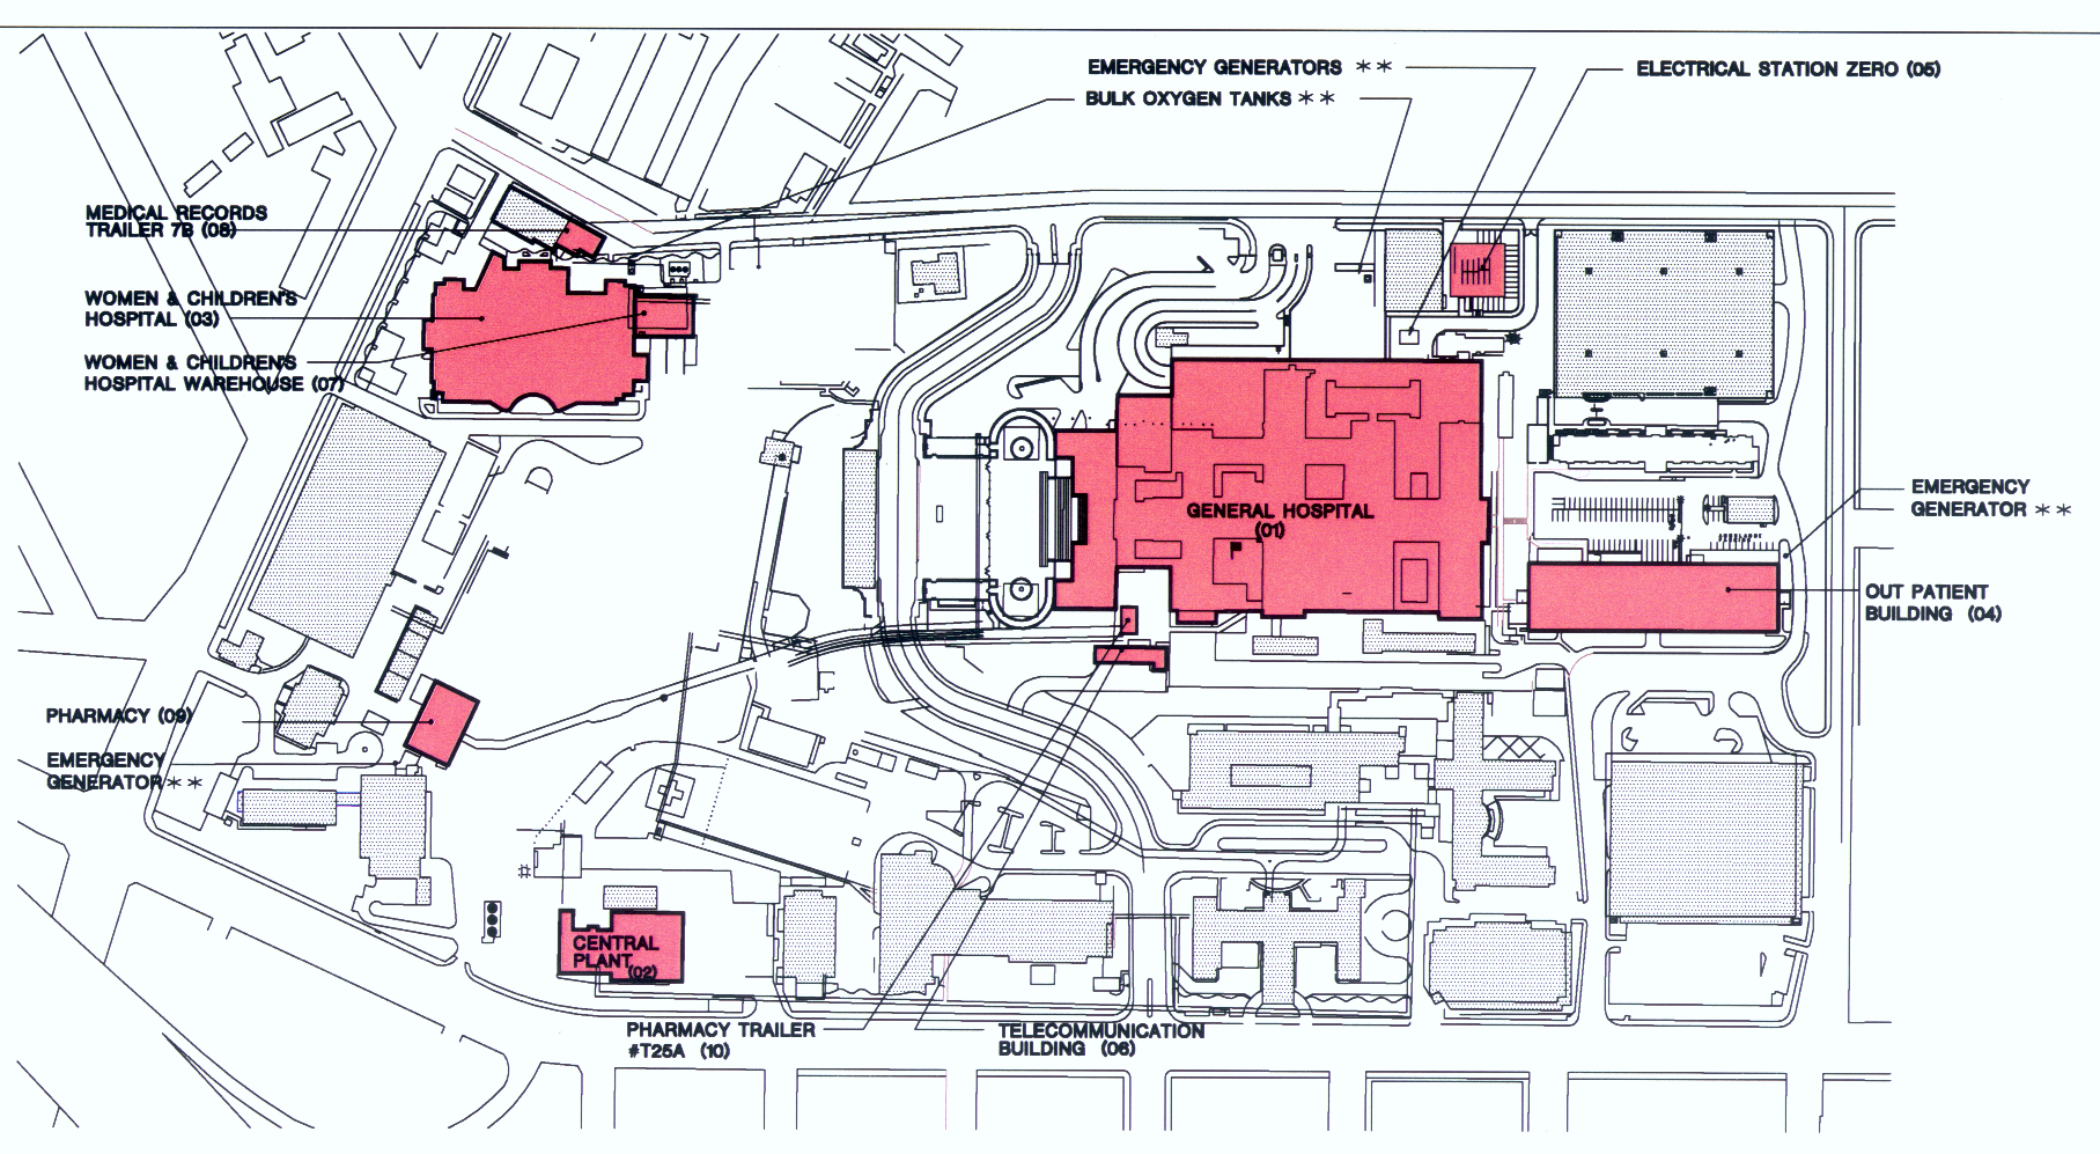 EMERGENCY GENERATORS **
ELECTRICAL STATION ZERO (05)
BULK OXYGEN TANKS **
MEDICAL RECORDS
TRAILER 7B (08)
WOMEN & CHILDREN'S
HOSPITAL (03)
WOMEN & CHILDREN'S
HOSPITAL WAREHOUSE (07)
GENERAL HOSPITAL
(01)
EMERGENCY
GENERATOR **
OUT PATIENT
BUILDING (04)
PHARMACY (09)
EMERGENCY
GENERATOR **
CENTRAL
PLANT
(02)
PHARMACY TRAILER
#T25A (10)
TELECOMMUNICATION
BUILDING (06)